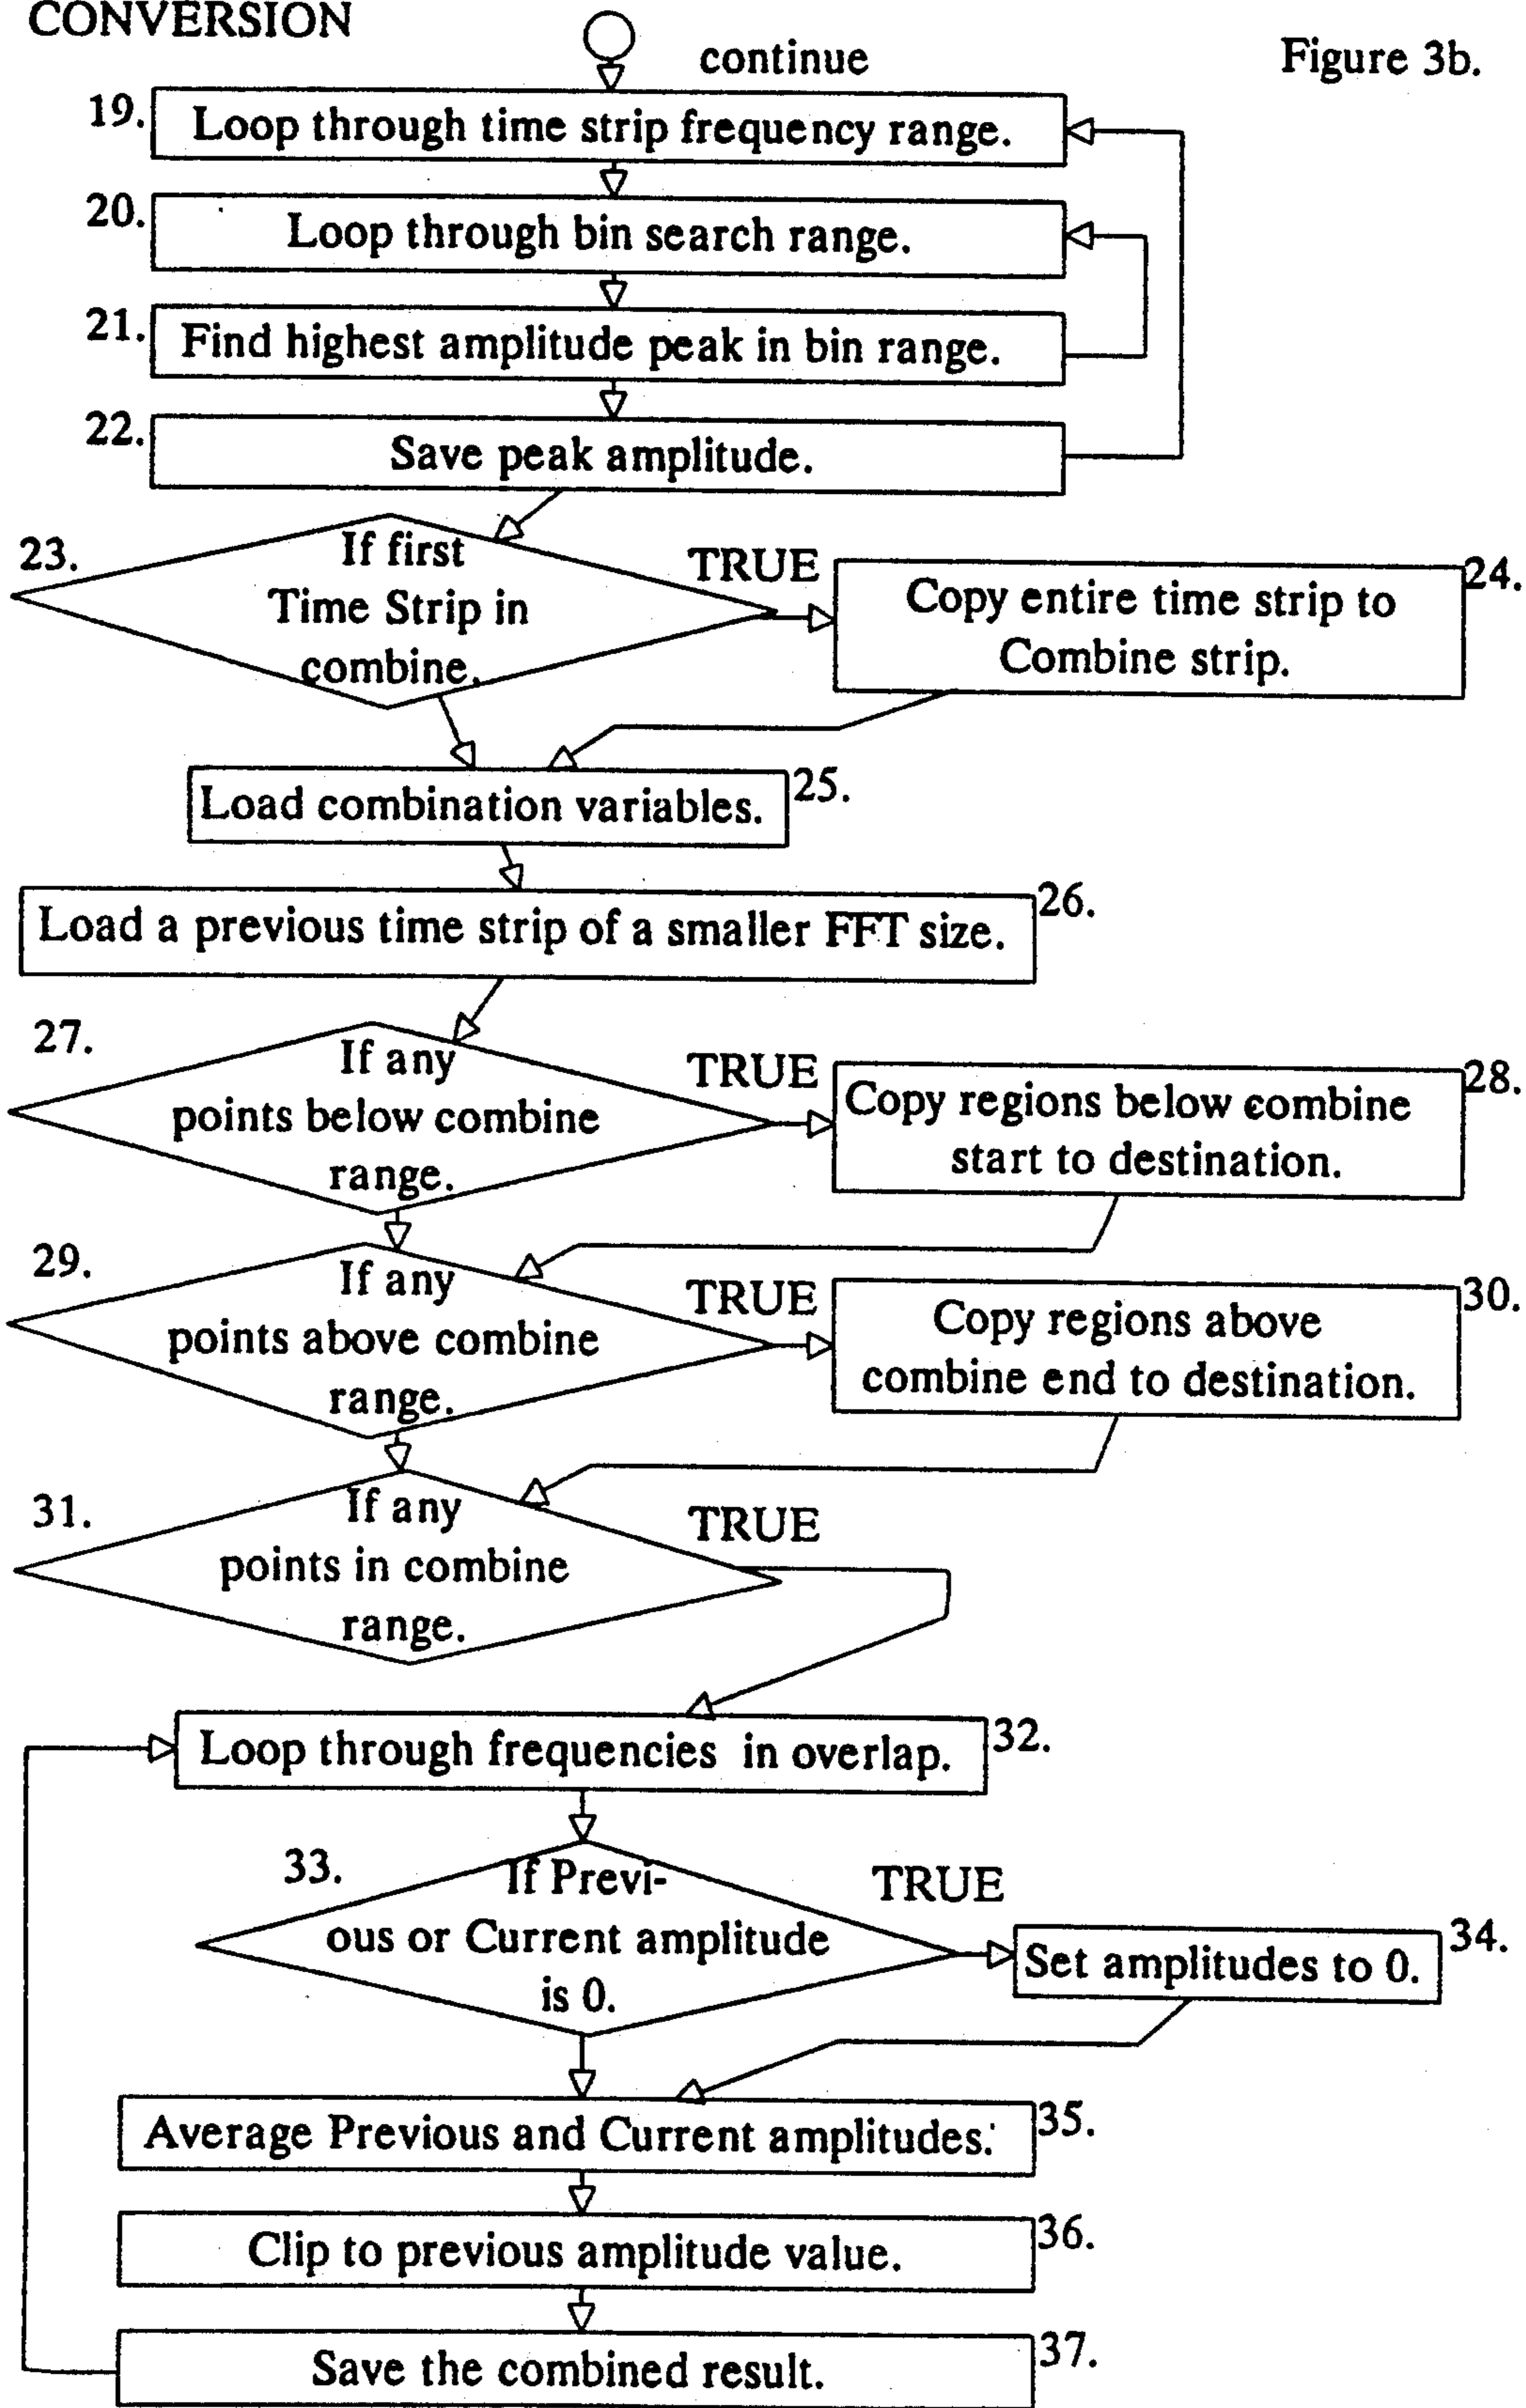 CONVERSION
continue
Figure 3b.
19.
Loop through time strip frequency range.
20.
Loop through bin search range.
21.
Find highest amplitude peak in bin range.
22.
Save peak amplitude.
23.
If first
Time Strip in
combine.
TRUE
24.
Copy entire time strip to
Combine strip.
Load combination variables.
25.
Load a previous time strip of a smaller FFT size.
26.
27.
If any
points below combine
range.
TRUE
28.
Copy regions below combine
start to destination.
29.
If any
points above combine
range.
TRUE
30.
Copy regions above
combine end to destination.
31.
If any
points in combine
range.
TRUE
Loop through frequencies in overlap.
32.
33.
If Previ-
ous or Current amplitude
is 0.
TRUE
34.
Set amplitudes to 0.
Average Previous and Current amplitudes.
35.
Clip to previous amplitude value.
36.
Save the combined result.
37.